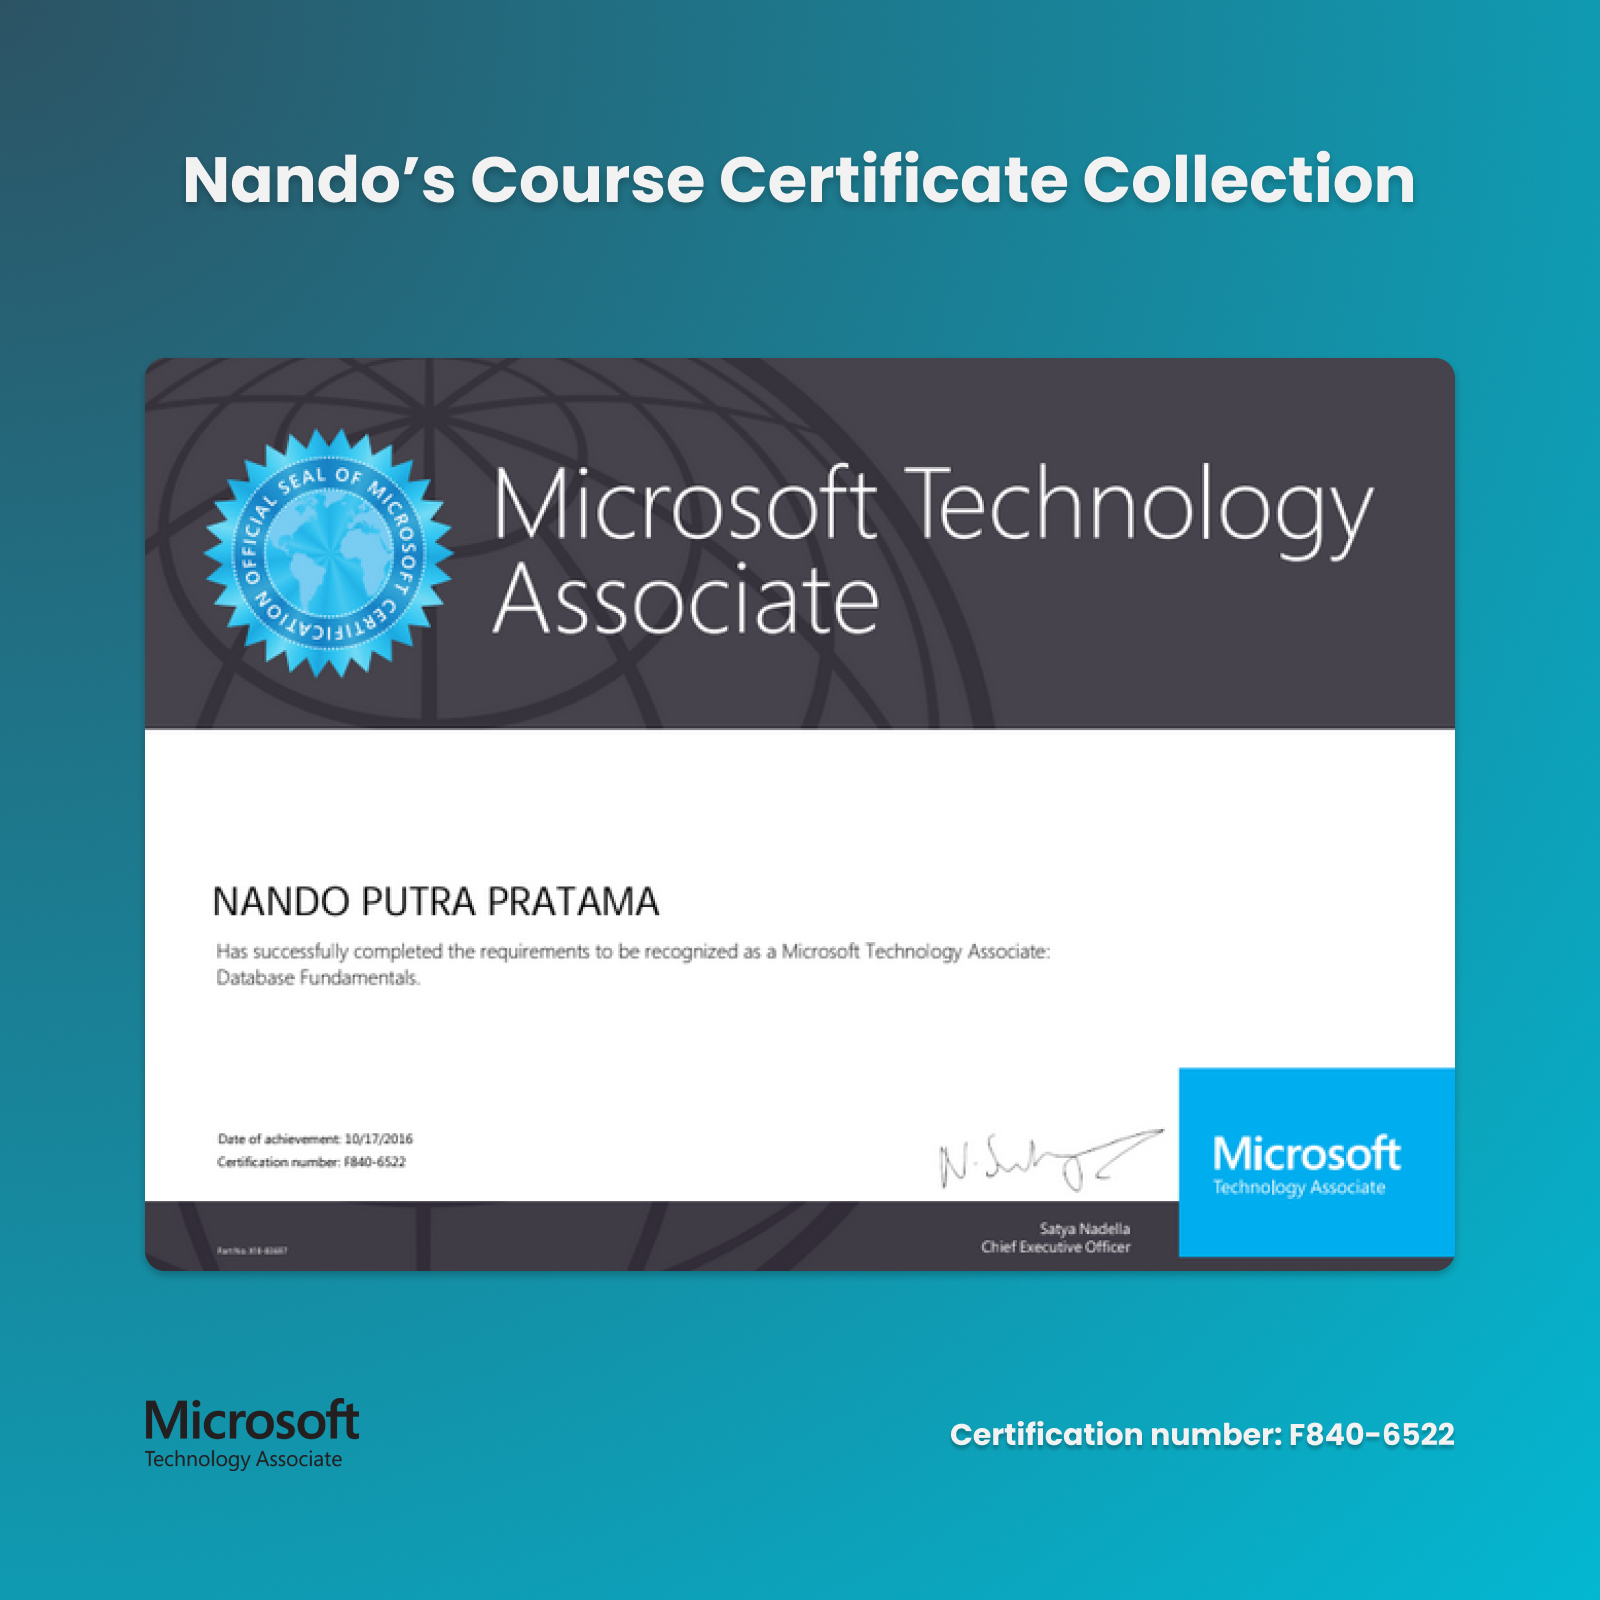 Nando’s Course Certificate Collection
OFFICIAL SEAL OF MICROSOFT CERTIFICATION
Microsoft Technology
Associate
NANDO PUTRA PRATAMA
Has successfully completed the requirements to be recognized as a Microsoft Technology Associate:
Database Fundamentals.
Date of achievement: 10/17/2016
Certification number: F840-6522
Microsoft
Technology Associate
Satya Nadella
Chief Executive Officer
Part No.
Microsoft
Technology Associate
Certification number: F840-6522